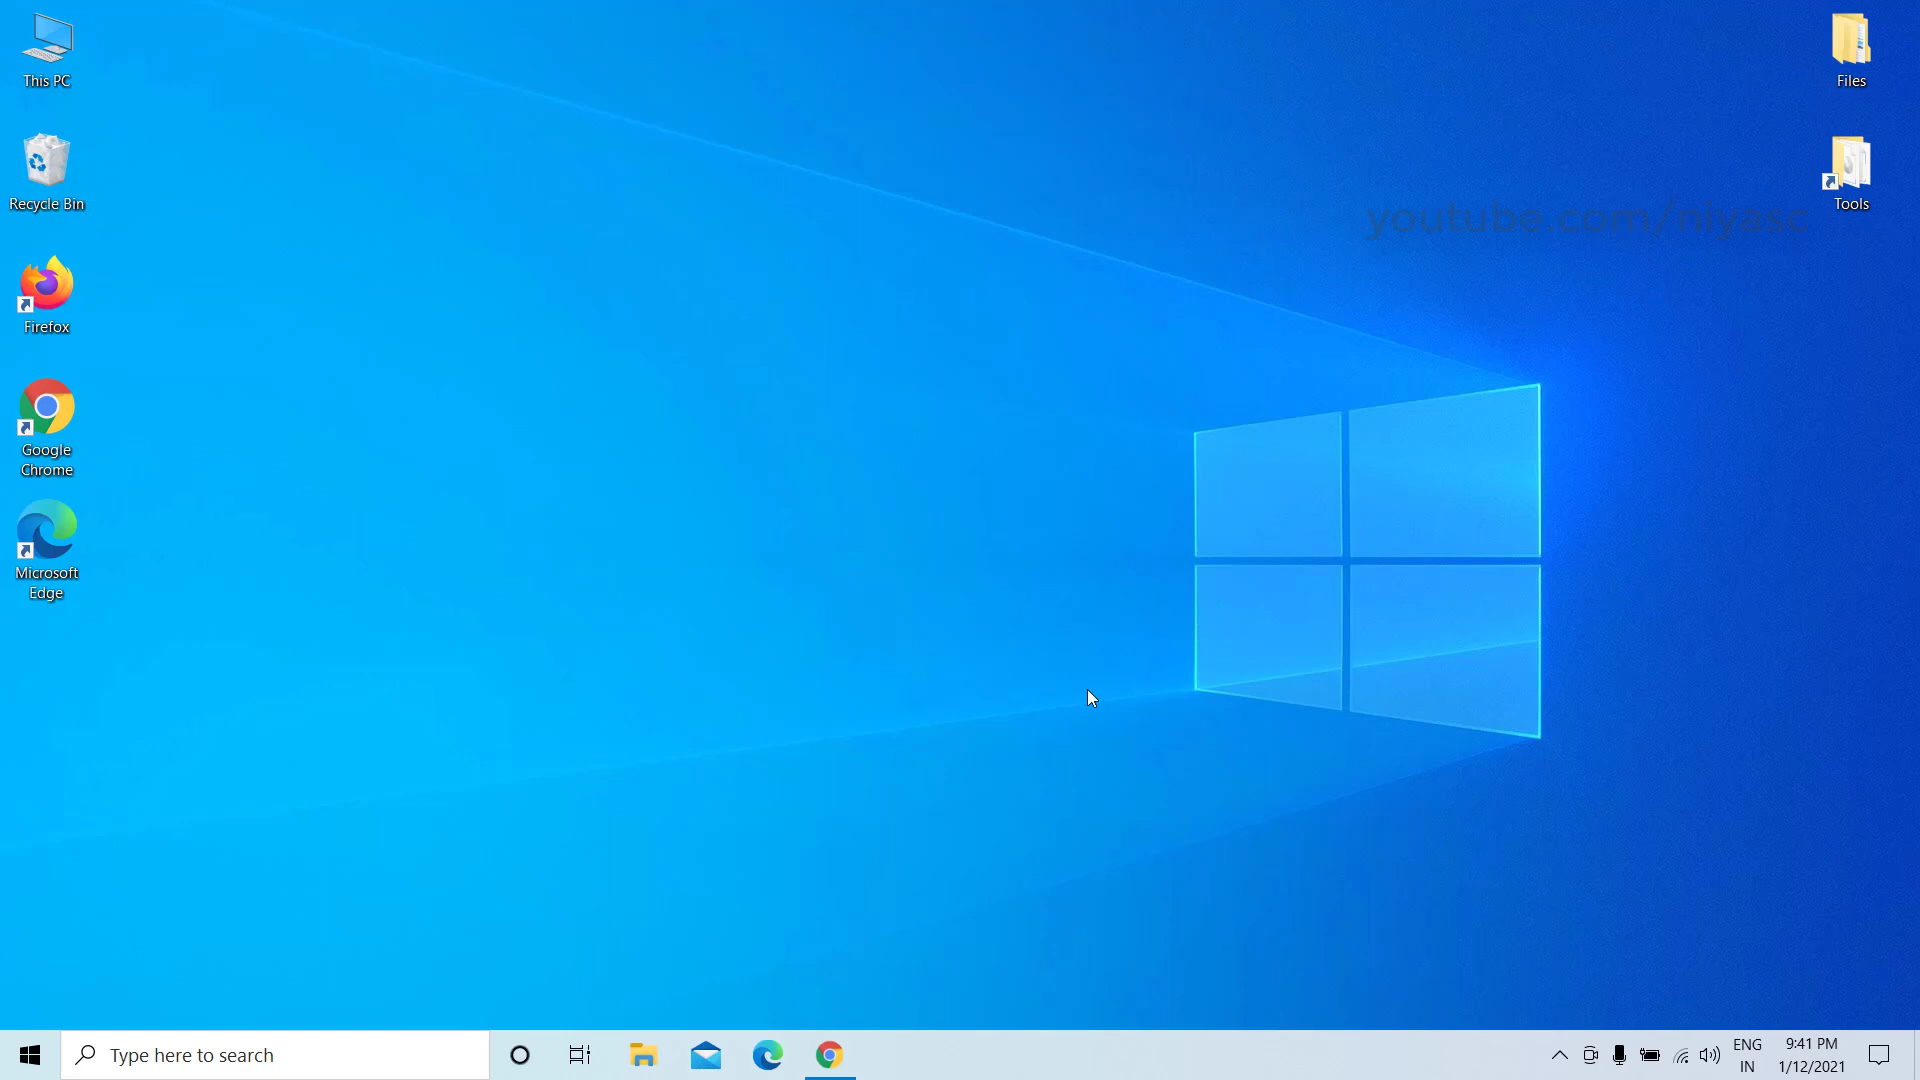 This PC
Recycle Bin
Firefox
Google
Chrome
Microsoft
Edge
Files
Tools
youtube.com/niyasc
Type here to search
ENG
IN
9:41 PM
1/12/2021